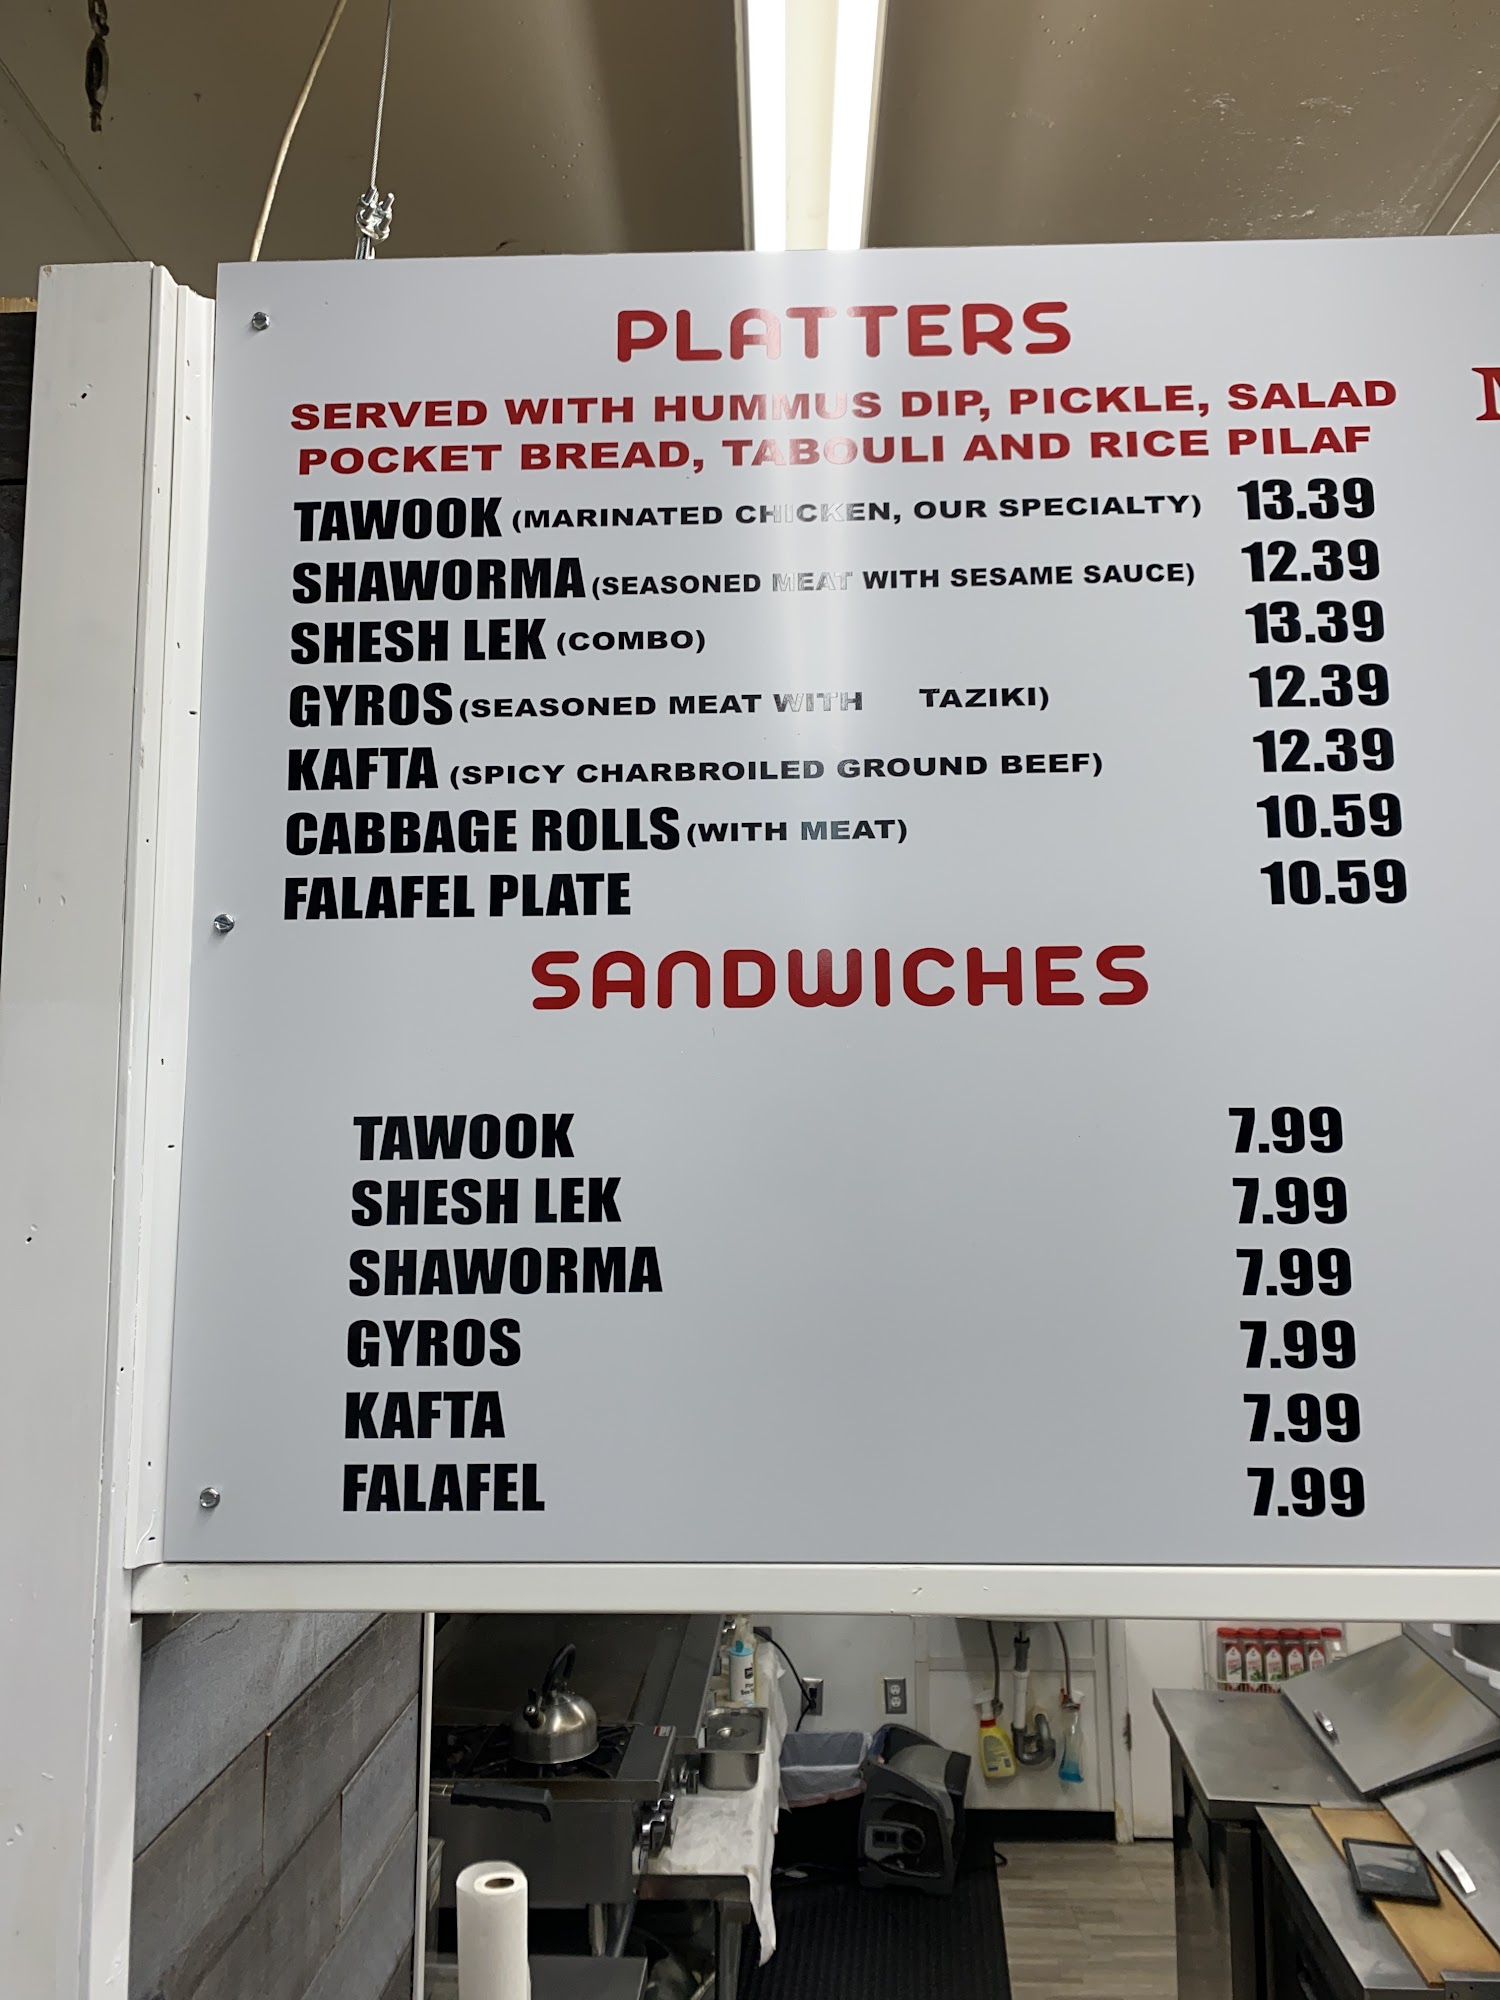 PLATTERS
SERVED WITH HUMMUS DIP, PICKLE, SALAD
POCKET BREAD, TABOULI AND RICE PILAF
TAWOOK (MARINATED CHICKEN, OUR SPECIALTY) 13.39
SHAWORMA (SEASONED MEAT WITH SESAME SAUCE) 12.39
SHESH LEK (COMBO) 13.39
GYROS (SEASONED MEAT WITH TAZIKI) 12.39
KAFTA (SPICY CHARBROILED GROUND BEEF) 12.39
CABBAGE ROLLS (WITH MEAT) 10.59
FALAFEL PLATE 10.59
SANDWICHES
TAWOOK 7.99
SHESH LEK 7.99
SHAWORMA 7.99
GYROS 7.99
KAFTA 7.99
FALAFEL 7.99